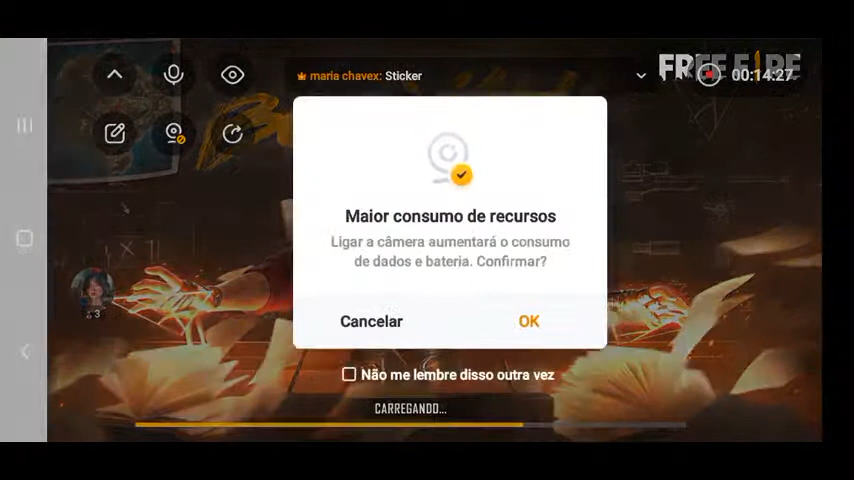 maria chavex: Sticker
FREE FIRE
00:14:27
Maior consumo de recursos
Ligar a câmera aumentará o consumo
de dados e bateria. Confirmar?
Cancelar
OK
3
Não me lembre disso outra vez
CARREGANDO...